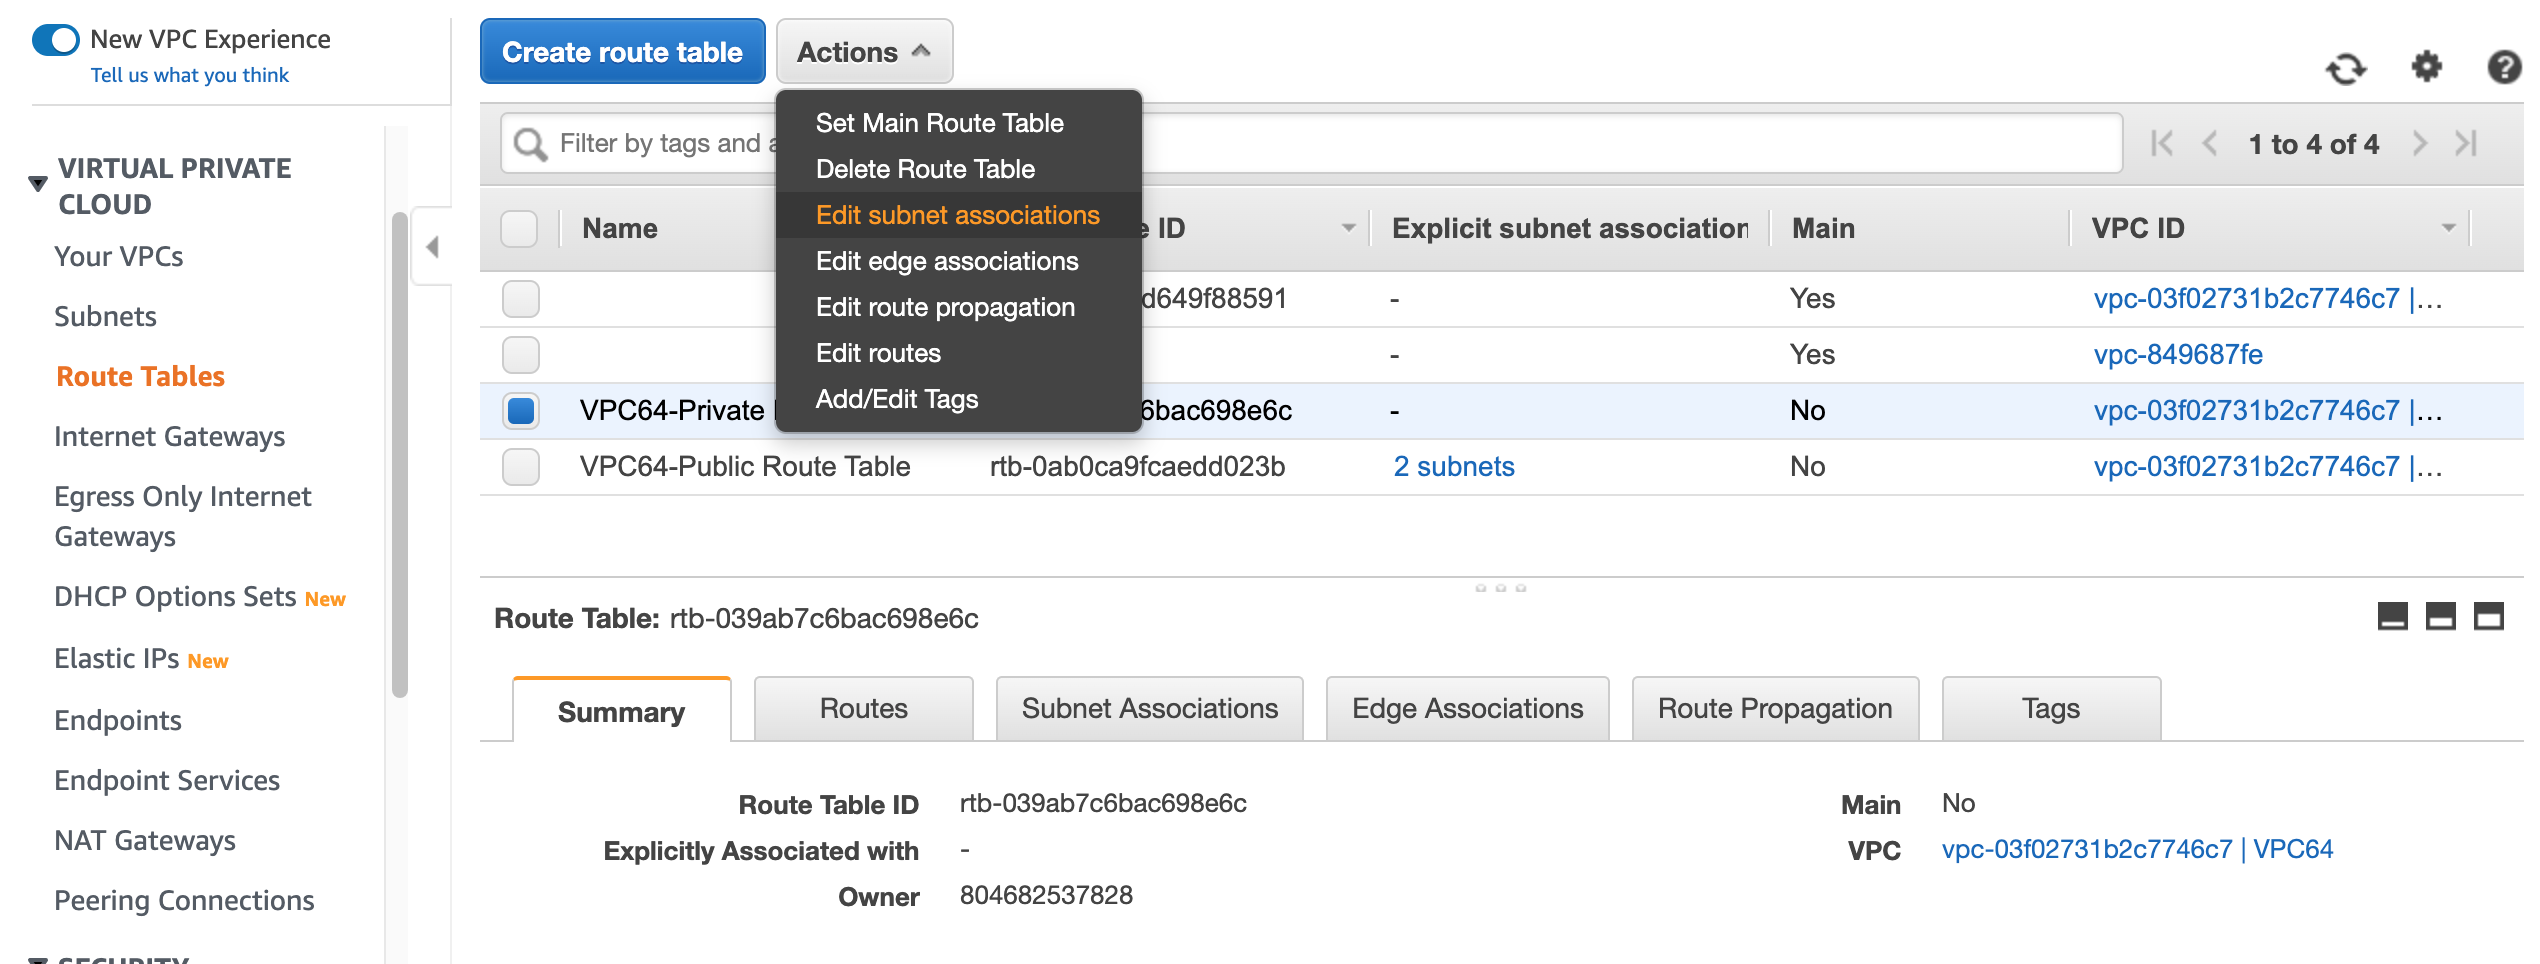 New VPC Experience
Tell us what you think
VIRTUAL PRIVATE
CLOUD
Your VPCs
Subnets
Route Tables
Internet Gateways
Egress Only Internet
Gateways
DHCP Options Sets New
Elastic IPs New
Endpoints
Endpoint Services
NAT Gateways
Peering Connections
SECURITY
Create route table Actions
Set Main Route Table
Delete Route Table
Edit subnet associations
Edit edge associations
Edit route propagation
Edit routes
Add/Edit Tags
Filter by tags and a
1 to 4 of 4
Name ID Explicit subnet association Main VPC ID
d649f88591 - Yes vpc-03f02731b2c7746c7 |...
- Yes vpc-849687fe
VPC64-Private 6bac698e6c - No vpc-03f02731b2c7746c7 |...
VPC64-Public Route Table rtb-0ab0ca9fcaedd023b 2 subnets No vpc-03f02731b2c7746c7 |...
Route Table: rtb-039ab7c6bac698e6c
Summary Routes Subnet Associations Edge Associations Route Propagation Tags
Route Table ID rtb-039ab7c6bac698e6c Main No
Explicitly Associated with - VPC vpc-03f02731b2c7746c7 | VPC64
Owner 804682537828